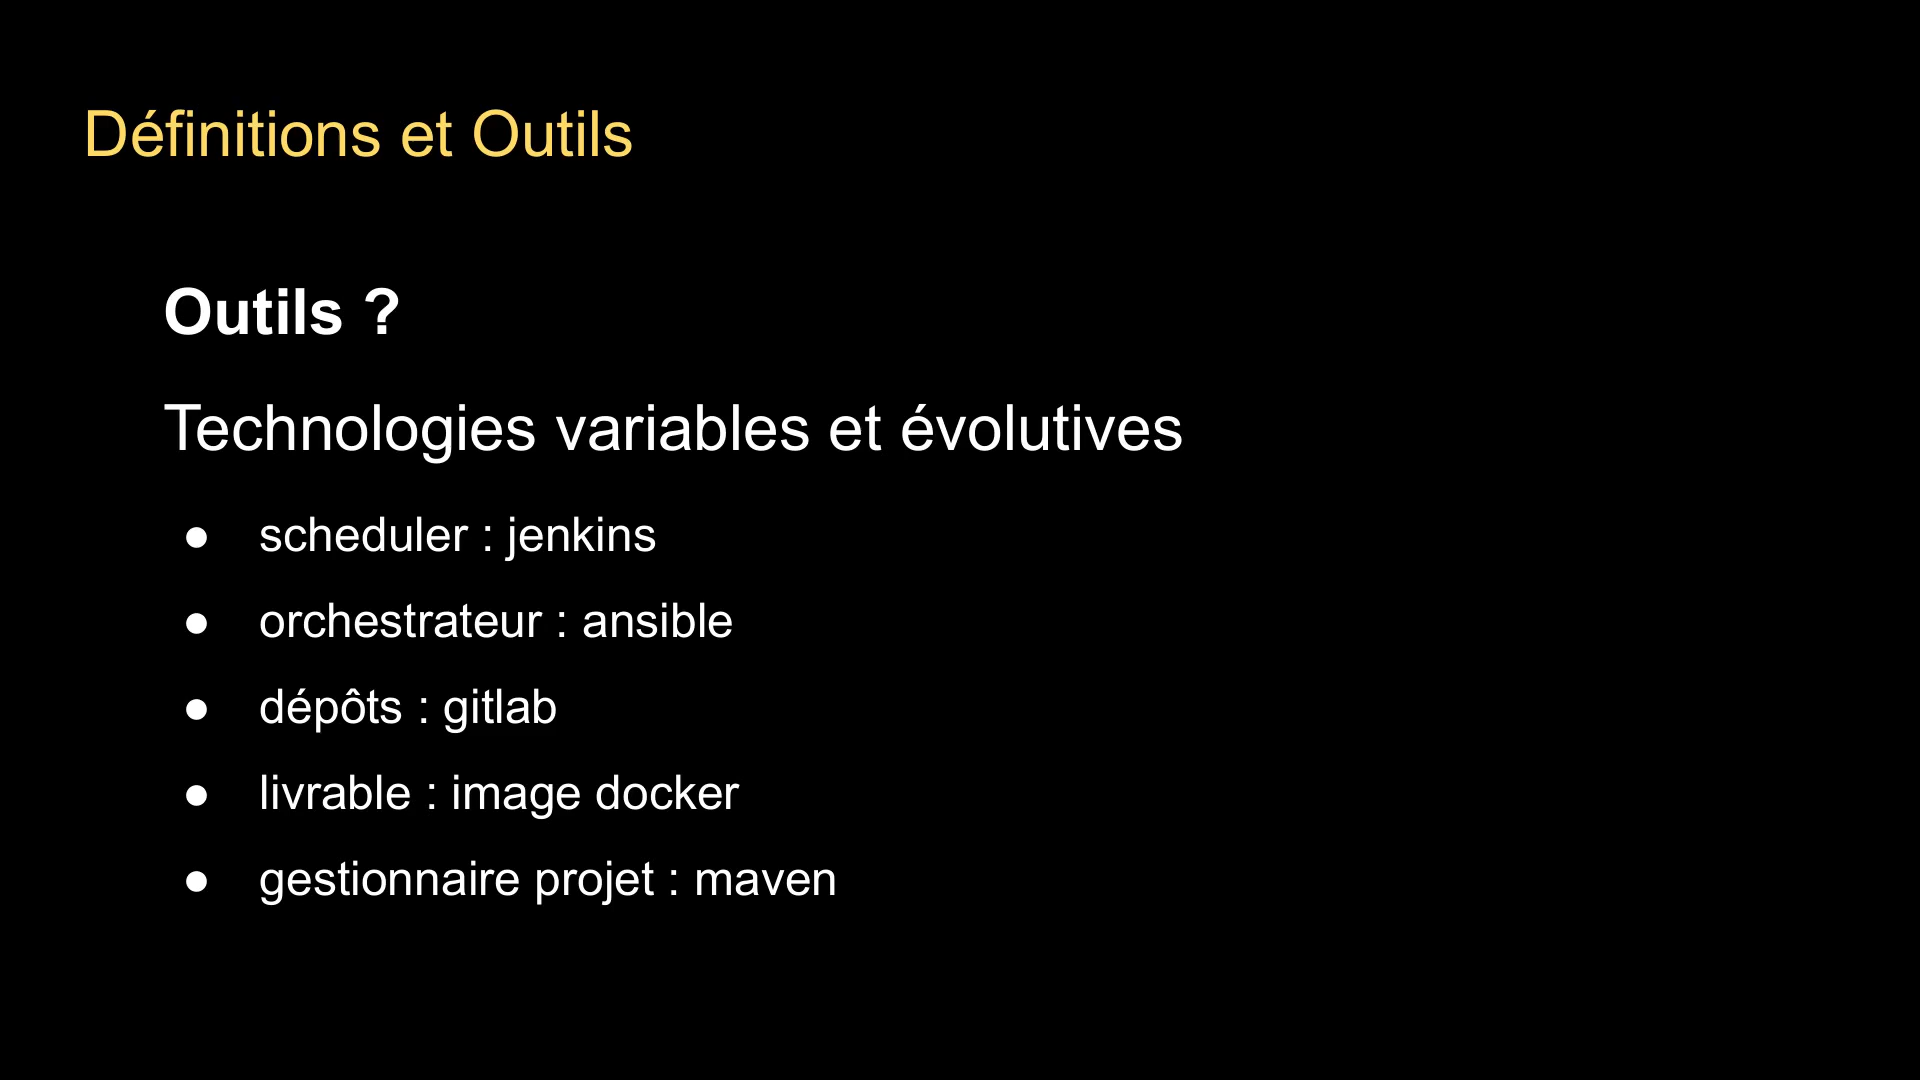 Définitions et Outils
Outils ?
Technologies variables et évolutives
● scheduler : jenkins
● orchestrateur : ansible
● dépôts : gitlab
● livrable : image docker
● gestionnaire projet : maven